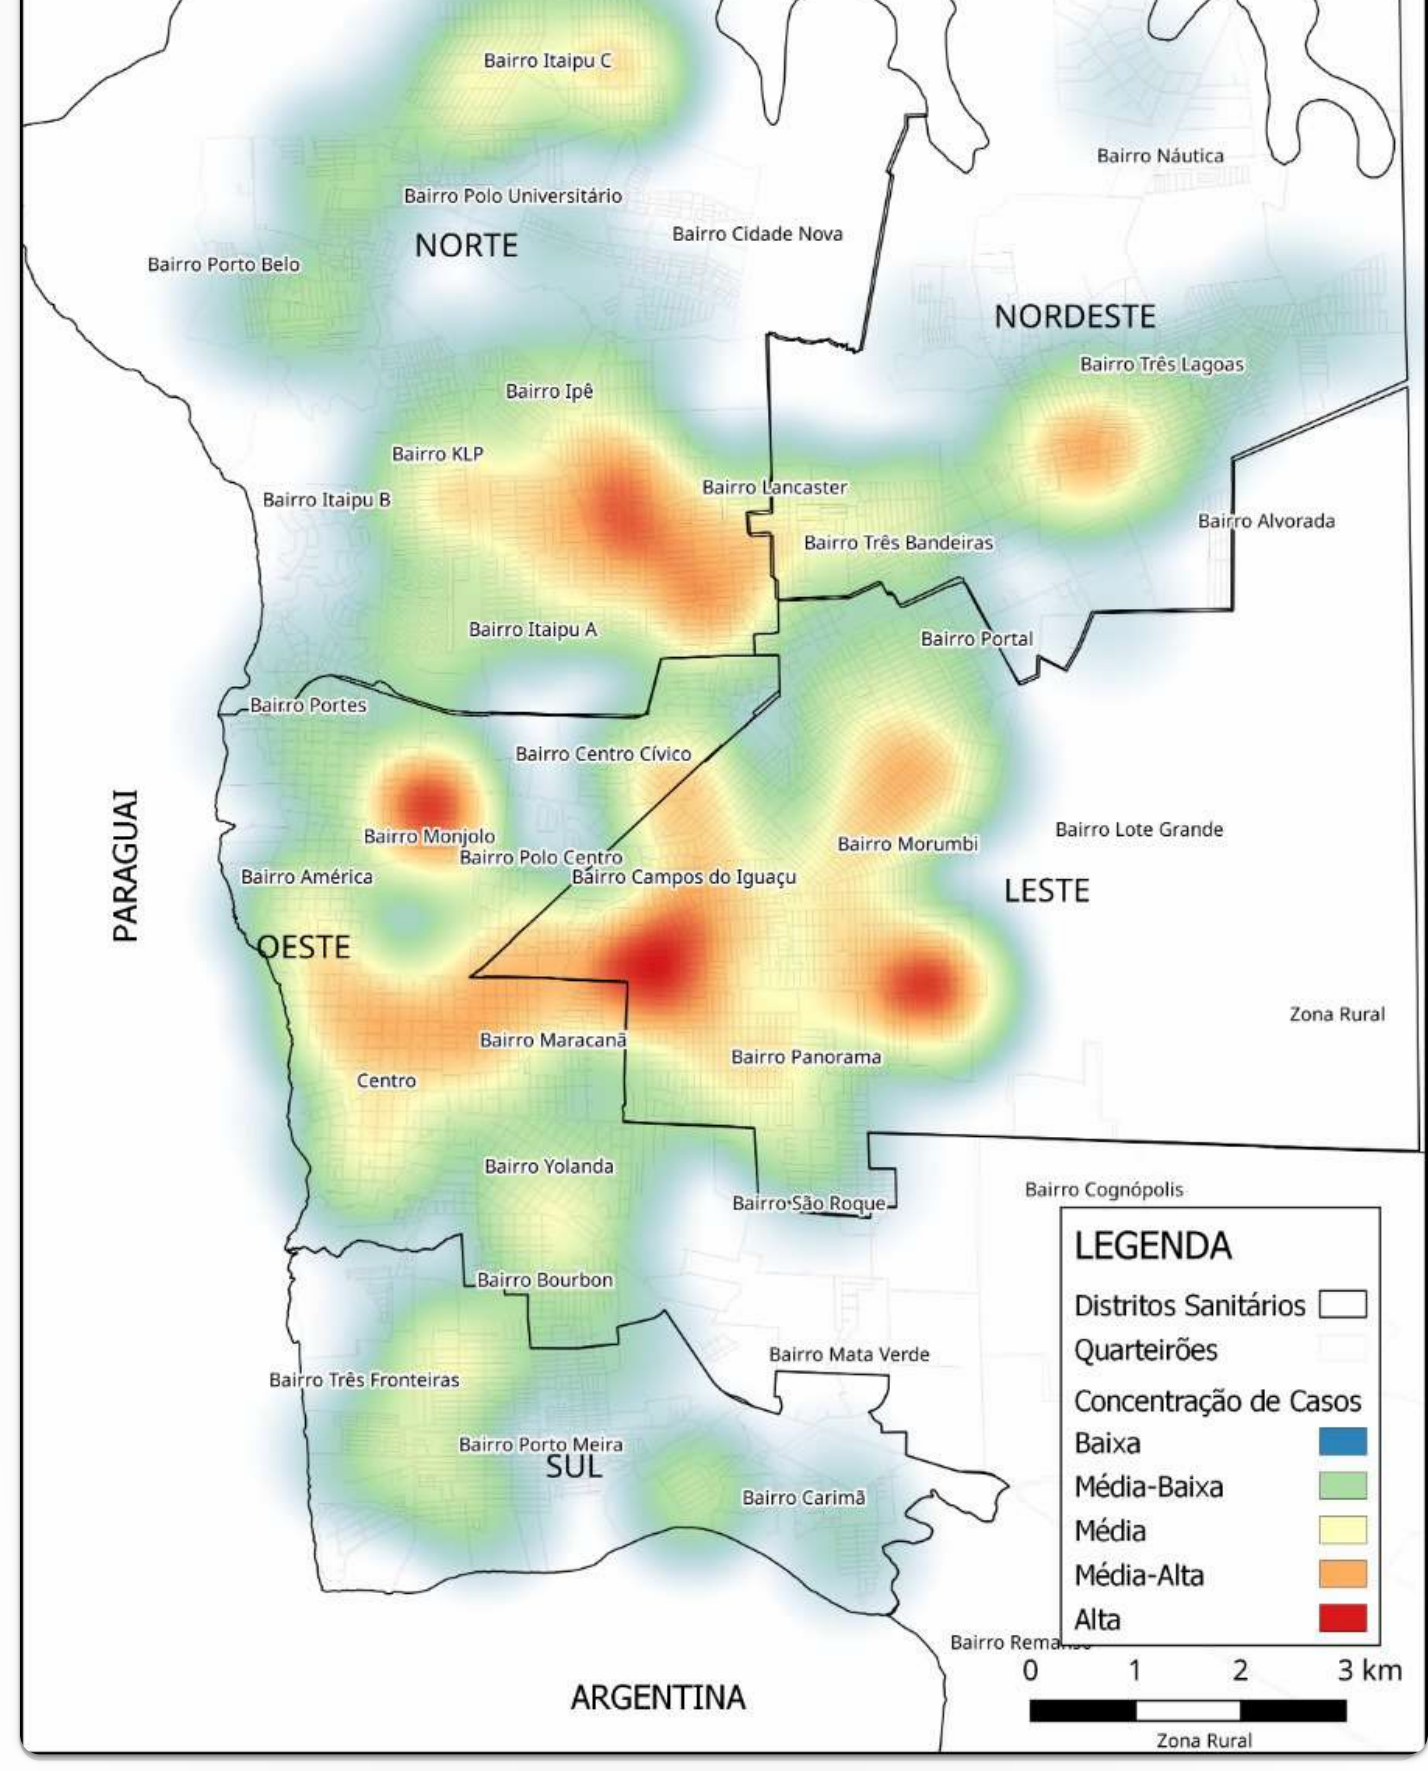 Bairro Itaipu C
Bairro Náutica
Bairro Polo Universitário
Bairro Cidade Nova
NORTE
Bairro Porto Belo
NORDESTE
Bairro Três Lagoas
Bairro Ipê
Bairro KLP
Bairro Lancaster
Bairro Itaipu B
Bairro Alvorada
Bairro Três Bandeiras
Bairro Itaipu A
Bairro Portal
Bairro Portes
Bairro Centro Cívico
PARAGUAI
Bairro Monjolo
Bairro Lote Grande
Bairro Morumbi
Bairro Polo Centro
Bairro América
Bairro Campos do Iguaçu
LESTE
OESTE
Zona Rural
Bairro Maracanã
Bairro Panorama
Centro
Bairro Yolanda
Bairro Cognópolis
Bairro São Roque
Bairro Bourbon
Bairro Mata Verde
Bairro Três Fronteiras
Bairro Porto Meira
SUL
Bairro Carimã
LEGENDA
Distritos Sanitários
Quarteirões
Concentração de Casos
Baixa
Média-Baixa
Média
Média-Alta
Alta
Bairro
0 1 2 3 km
ARGENTINA
Zona Rural